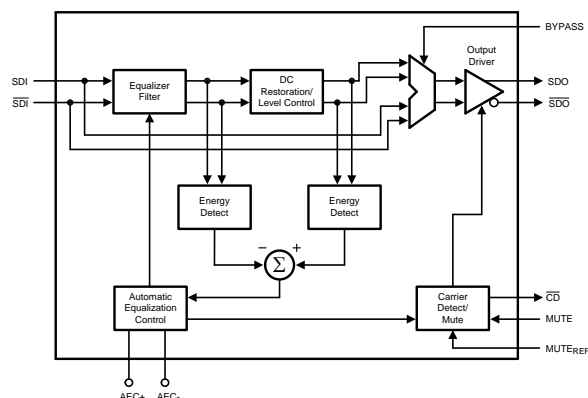 BYPASS
Output
Driver
SDI
SDI
Equalizer
Filter
DC
Restoration/
Level Control
SDO
SDO
Energy
Detect
Energy
Detect
− +
Σ
Automatic
Equalization
Control
Carrier
Detect/
Mute
CD
MUTE
MUTEREF
AEC+ AEC-